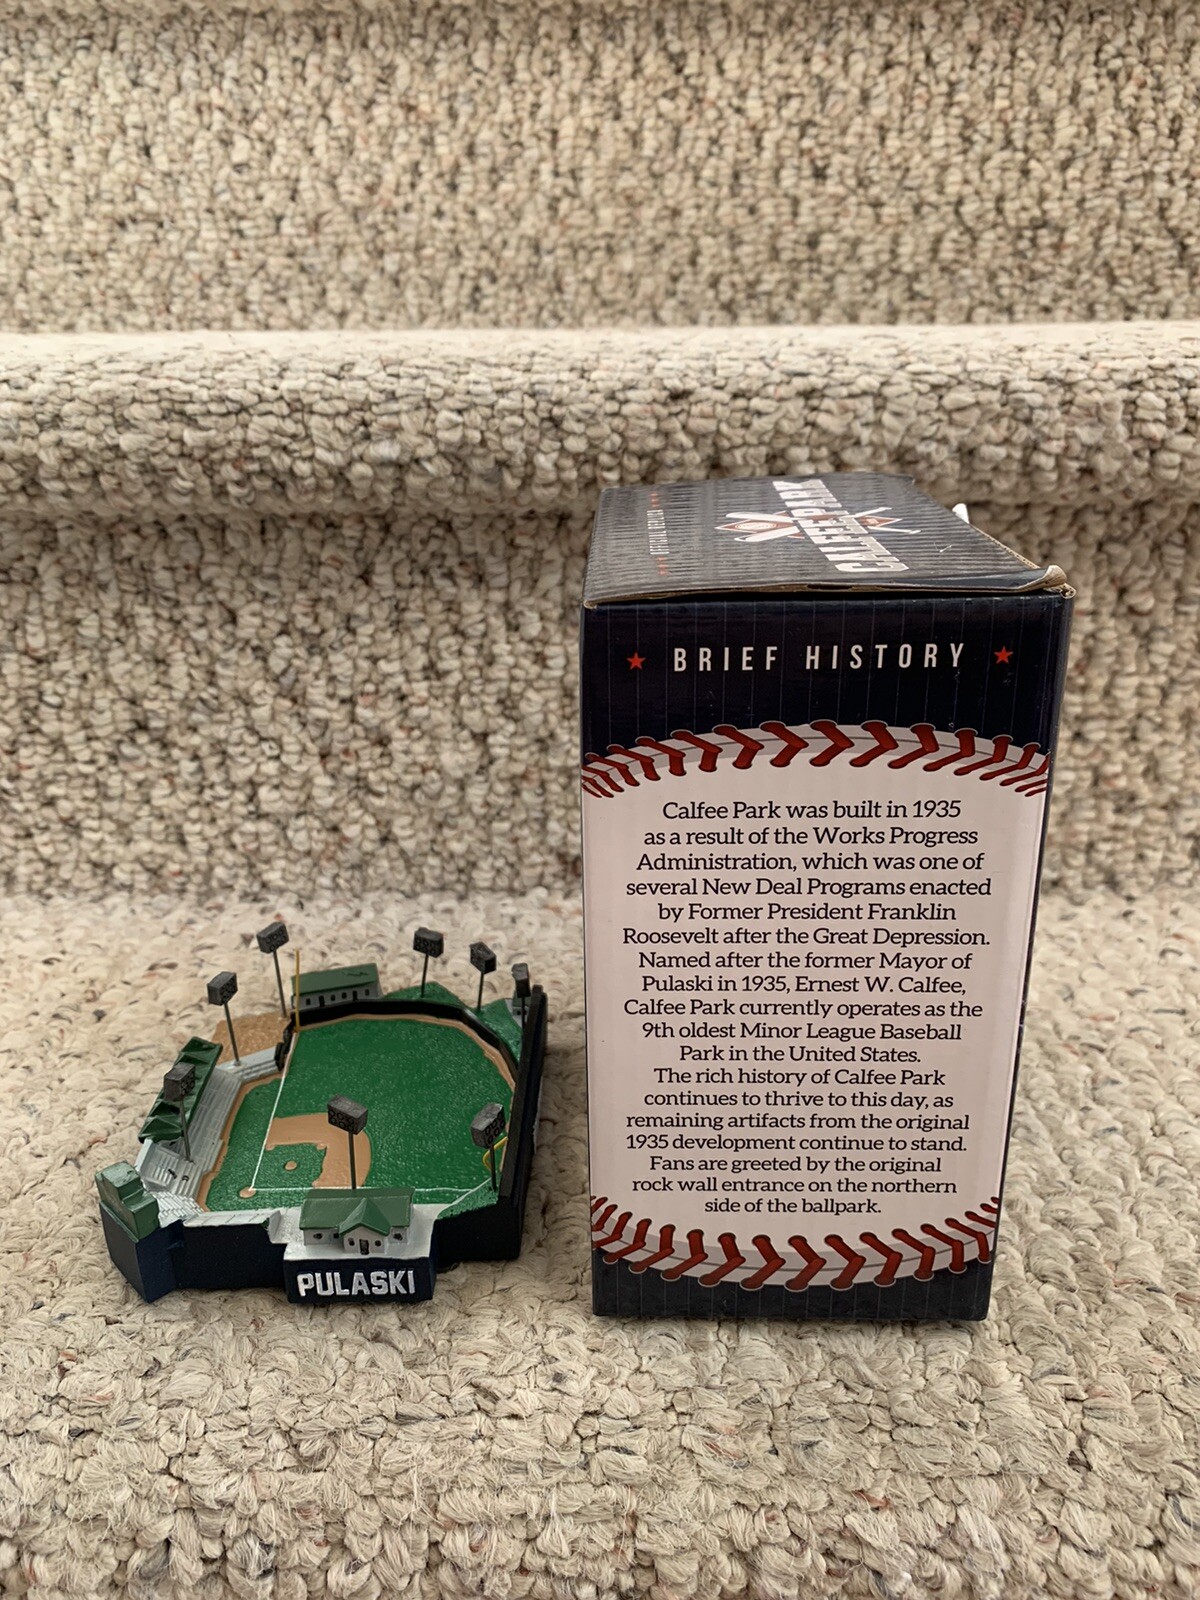 OFFICIAL REPLICA
CALFEE PARK
BRIEF HISTORY
Calfee Park was built in 1935
as a result of the Works Progress
Administration, which was one of
several New Deal Programs enacted
by Former President Franklin
Roosevelt after the Great Depression.
Named after the former Mayor of
Pulaski in 1935, Ernest W. Calfee,
Calfee Park currently operates as the
9th oldest Minor League Baseball
Park in the United States.
The rich history of Calfee Park
continues to thrive to this day, as
remaining artifacts from the original
1935 development continue to stand.
Fans are greeted by the original
rock wall entrance on the northern
side of the ballpark.
PULASKI